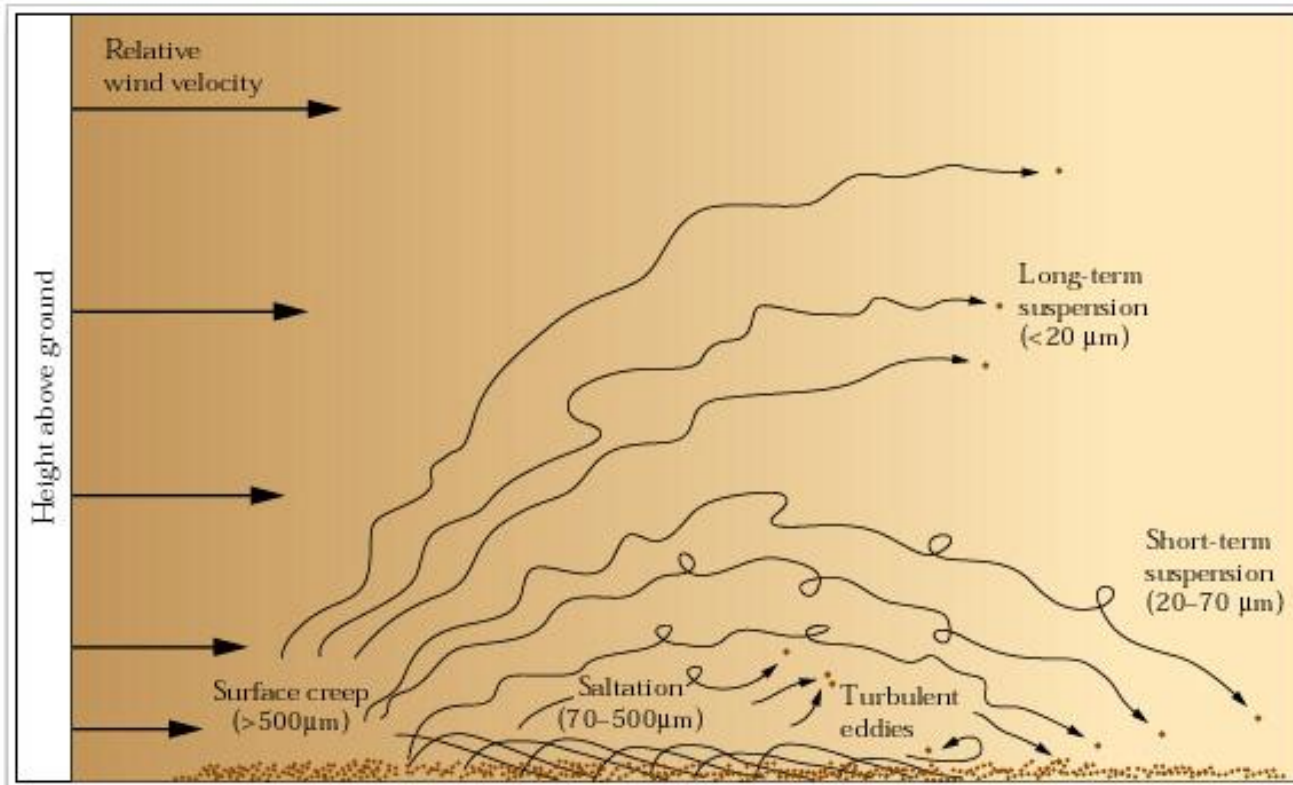 Relative
wind velocity
Height above ground
Long-term
suspension
(<20 µm)
Short-term
suspension
(20–70 µm)
Surface creep
(>500µm)
Saltation
(70–500µm)
Turbulent
eddies